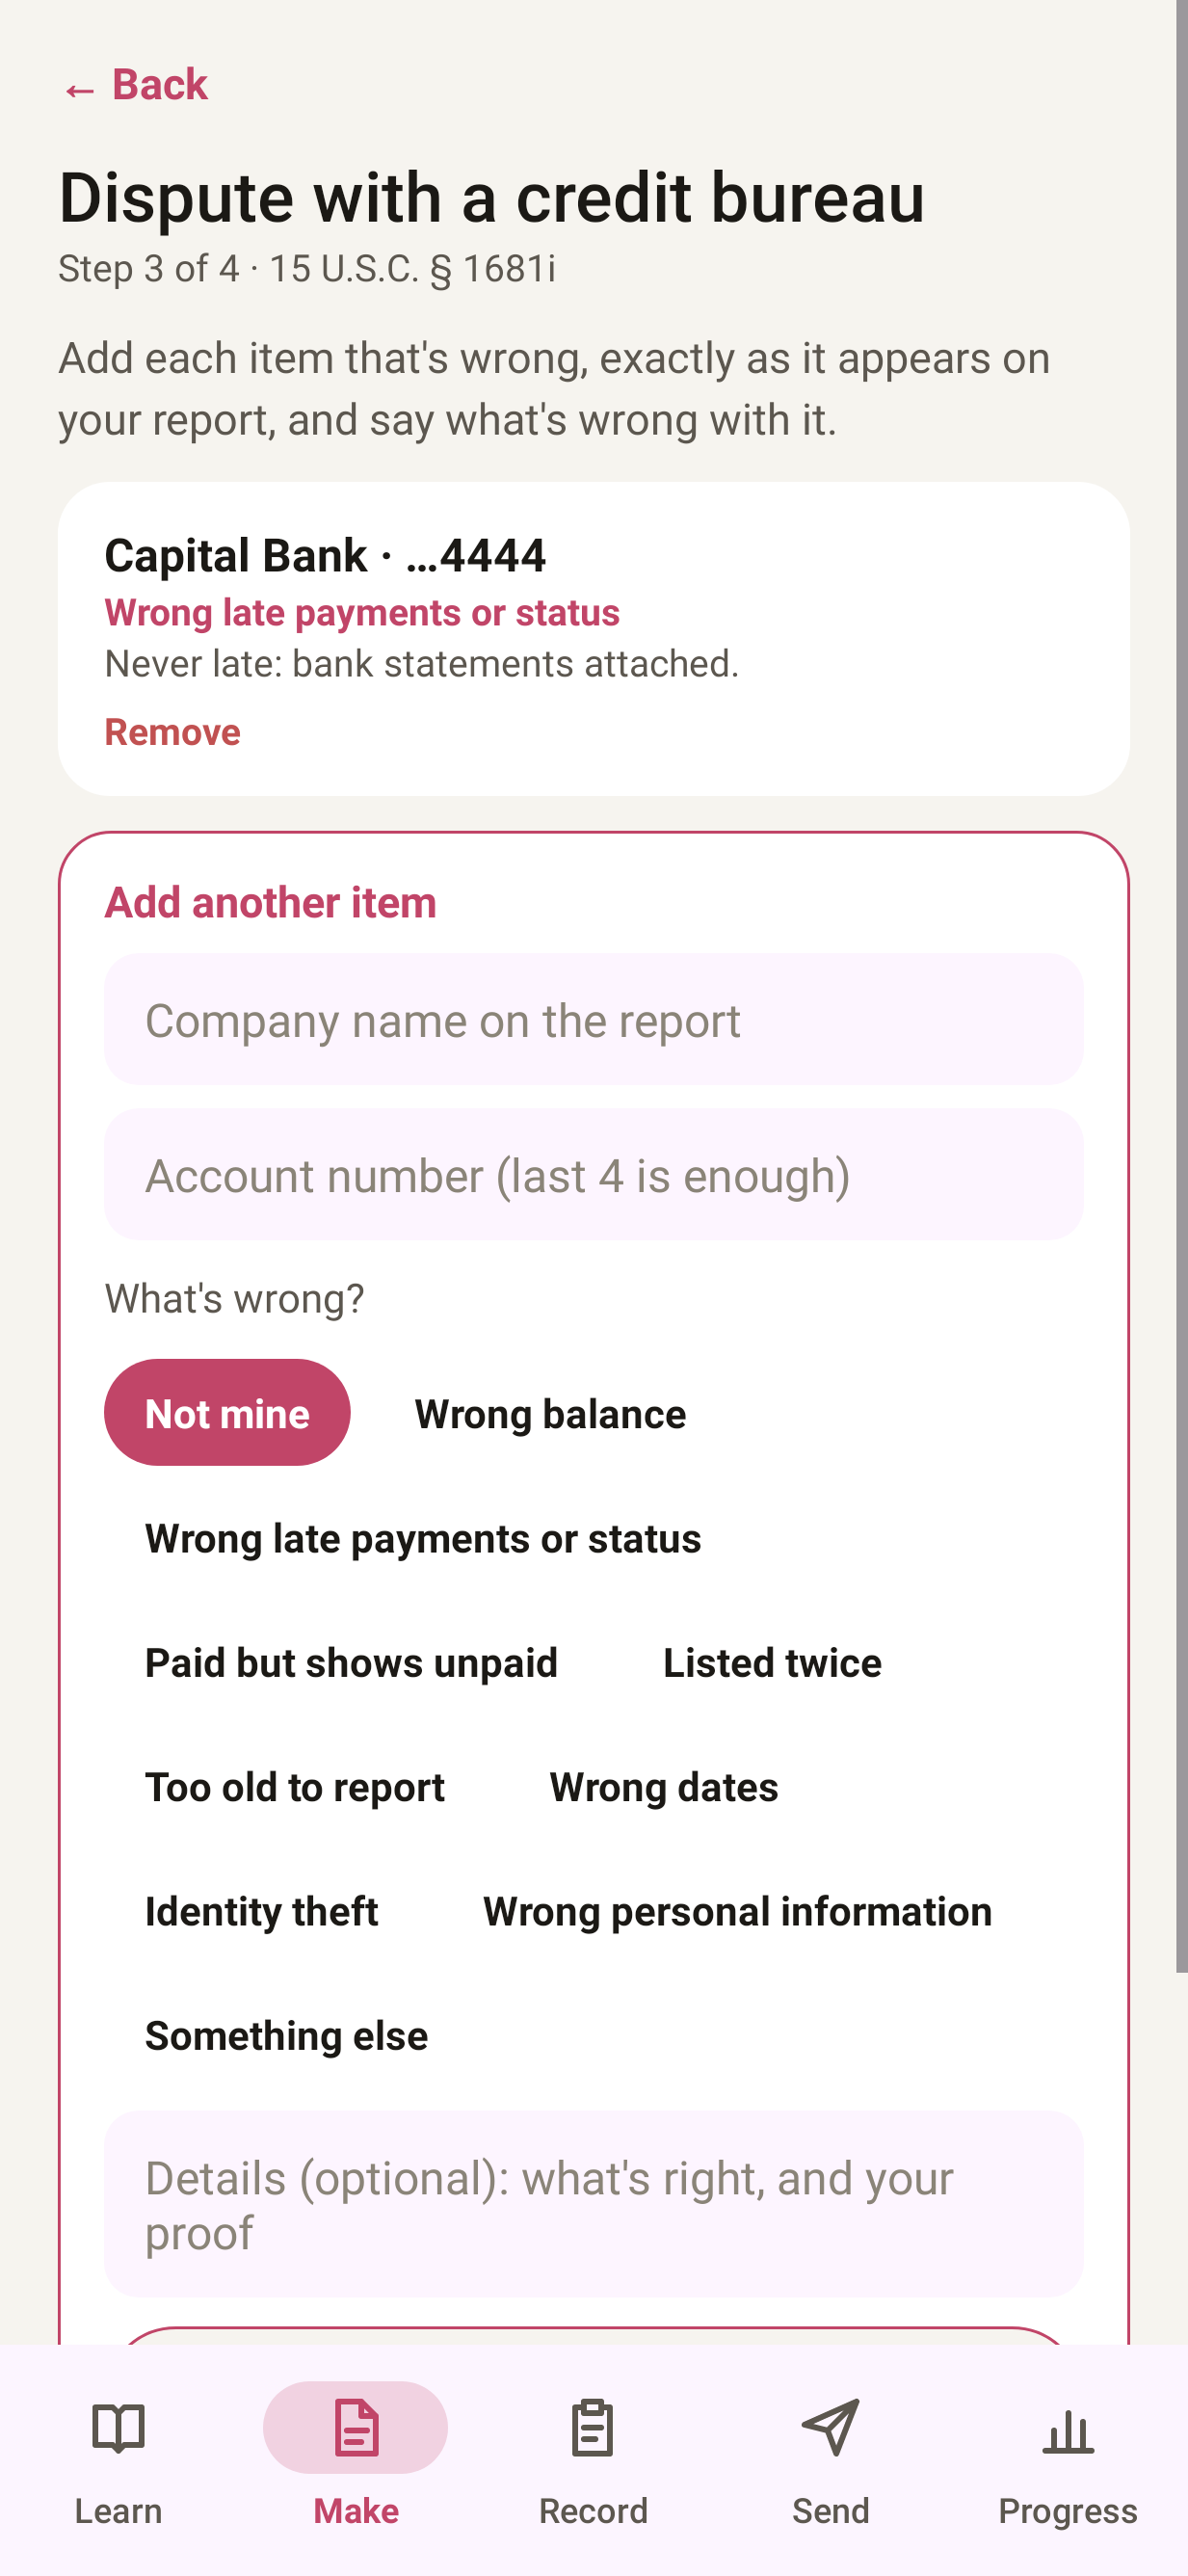 ← Back
Dispute with a credit bureau
Step 3 of 4 · 15 U.S.C. § 1681i
Add each item that's wrong, exactly as it appears on
your report, and say what's wrong with it.
Capital Bank · …4444
Wrong late payments or status
Never late: bank statements attached.
Remove
Add another item
Company name on the report
Account number (last 4 is enough)
What's wrong?
Not mine Wrong balance
Wrong late payments or status
Paid but shows unpaid Listed twice
Too old to report Wrong dates
Identity theft Wrong personal information
Something else
Details (optional): what's right, and your
proof
Learn Make Record Send Progress